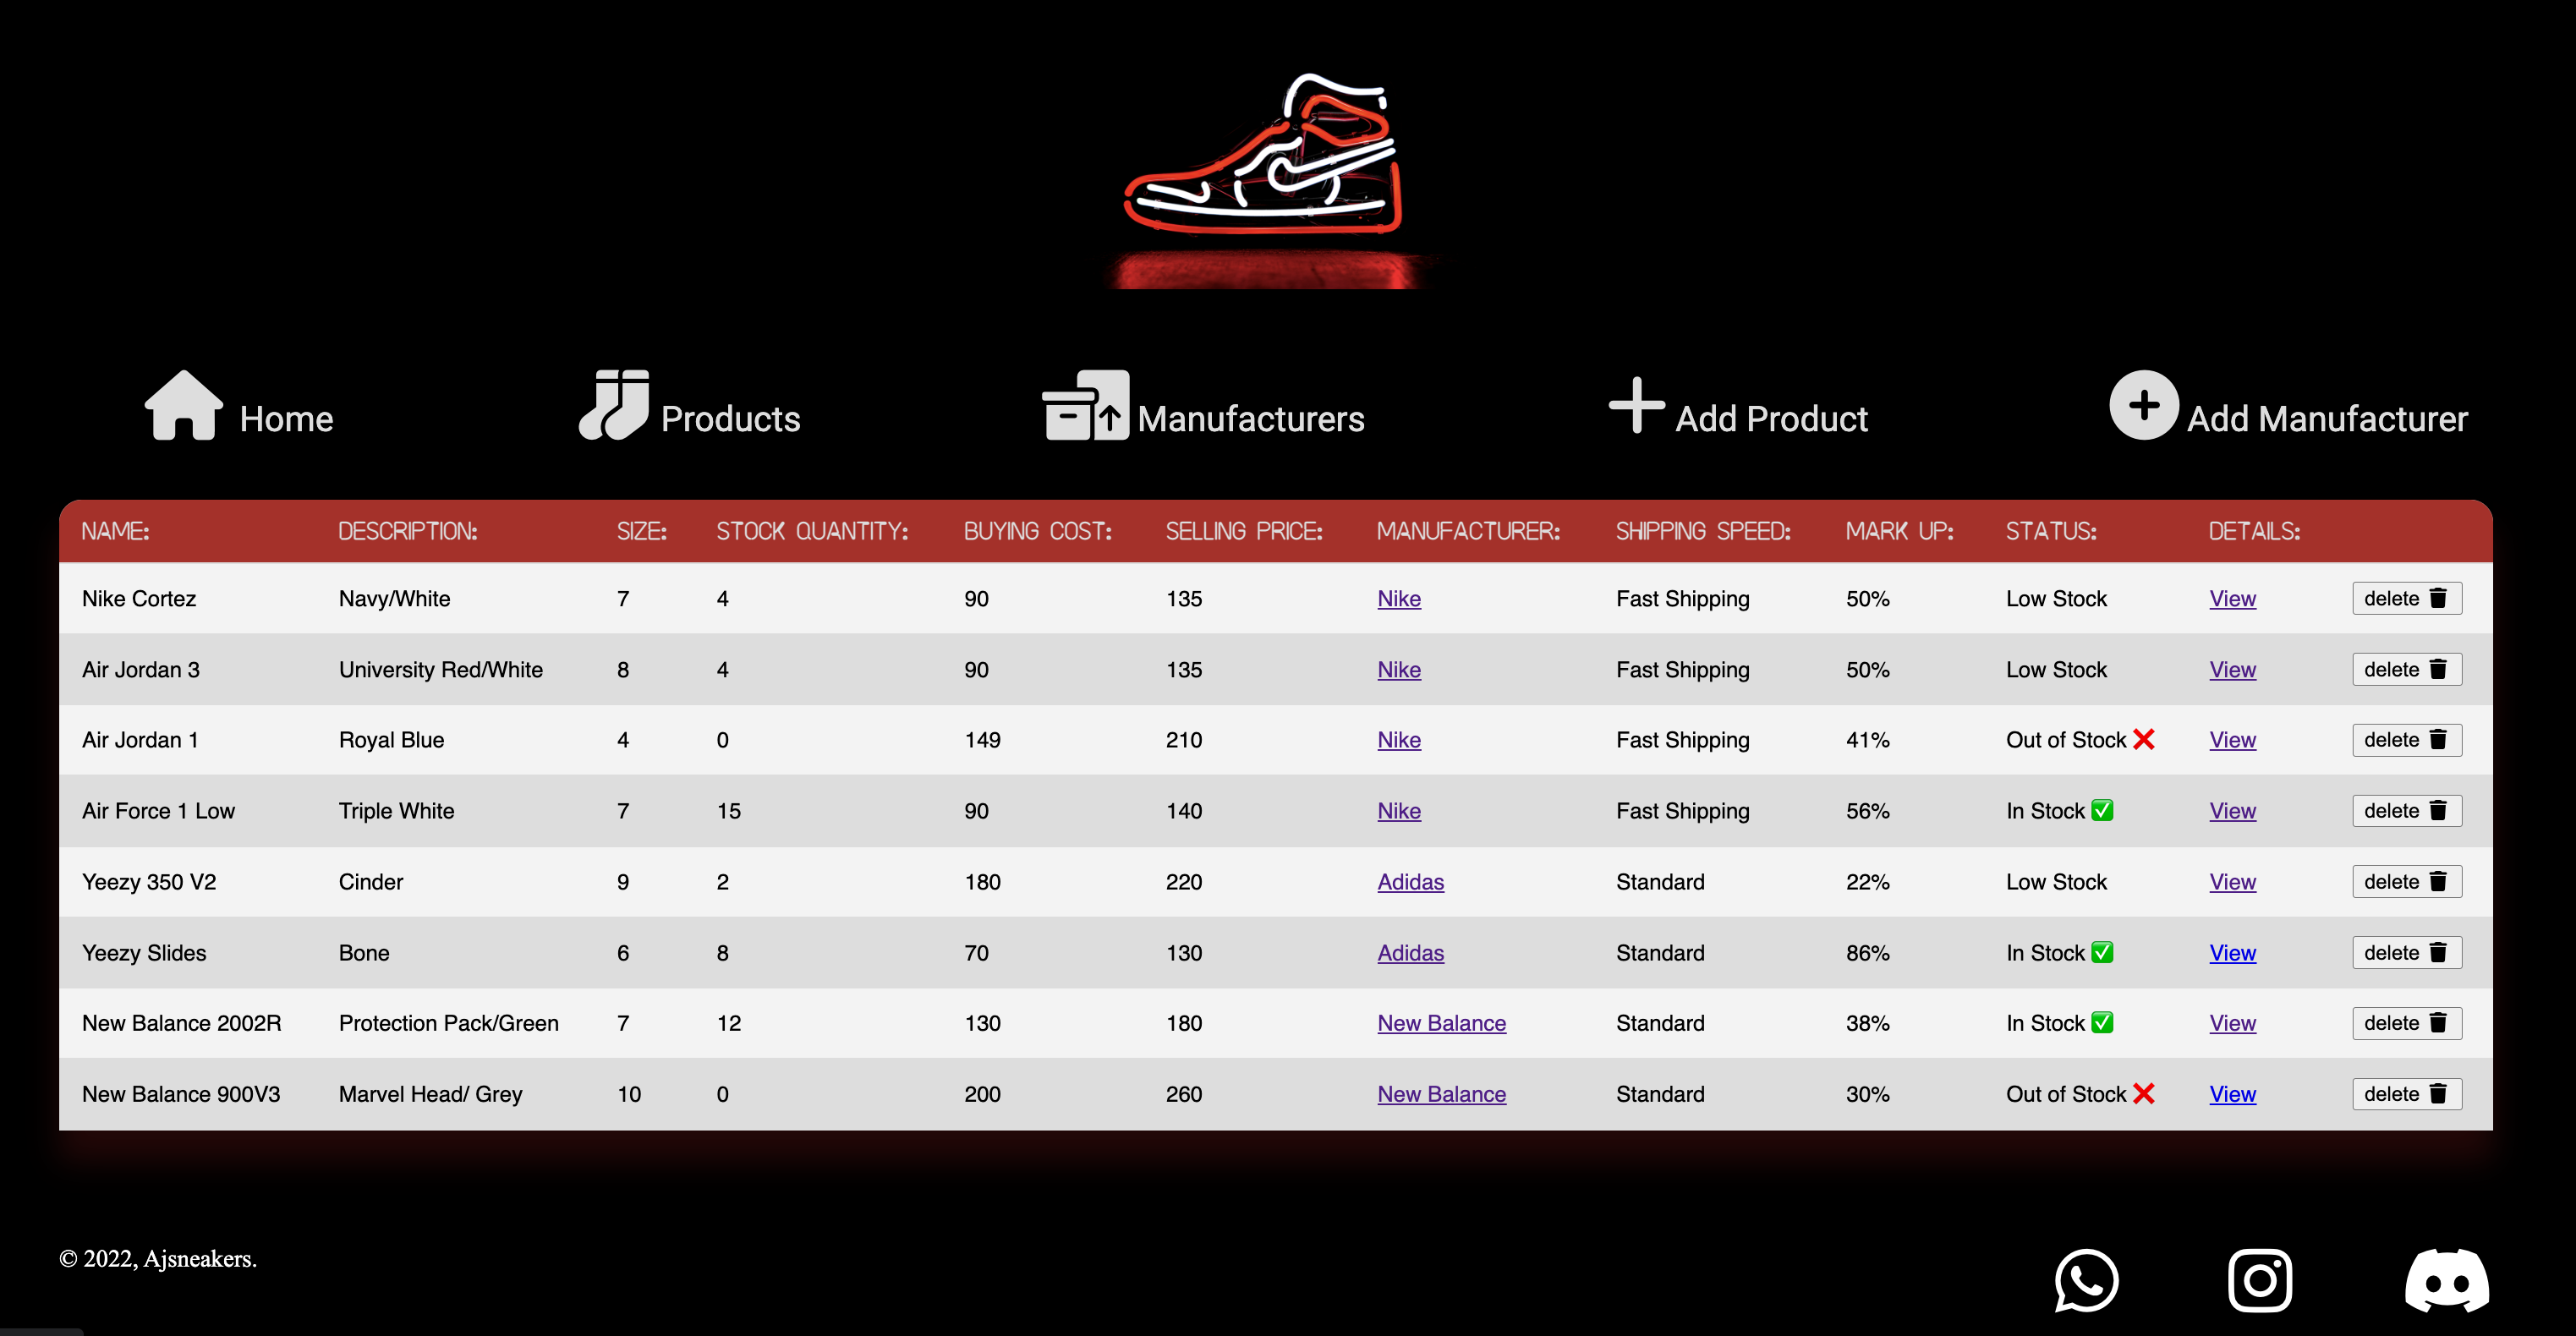 Home Products Manufacturers Add Product Add Manufacturer
NAME: DESCRIPTION: SIZE: STOCK QUANTITY: BUYING COST: SELLING PRICE: MANUFACTURER: SHIPPING SPEED: MARK UP: STATUS: DETAILS:
Nike Cortez Navy/White 7 4 90 135 Nike Fast Shipping 50% Low Stock View delete
Air Jordan 3 University Red/White 8 4 90 135 Nike Fast Shipping 50% Low Stock View delete
Air Jordan 1 Royal Blue 4 0 149 210 Nike Fast Shipping 41% Out of Stock ❌ View delete
Air Force 1 Low Triple White 7 15 90 140 Nike Fast Shipping 56% In Stock ✅ View delete
Yeezy 350 V2 Cinder 9 2 180 220 Adidas Standard 22% Low Stock View delete
Yeezy Slides Bone 6 8 70 130 Adidas Standard 86% In Stock ✅ View delete
New Balance 2002R Protection Pack/Green 7 12 130 180 New Balance Standard 38% In Stock ✅ View delete
New Balance 900V3 Marvel Head/ Grey 10 0 200 260 New Balance Standard 30% Out of Stock ❌ View delete
© 2022, Ajsneakers.